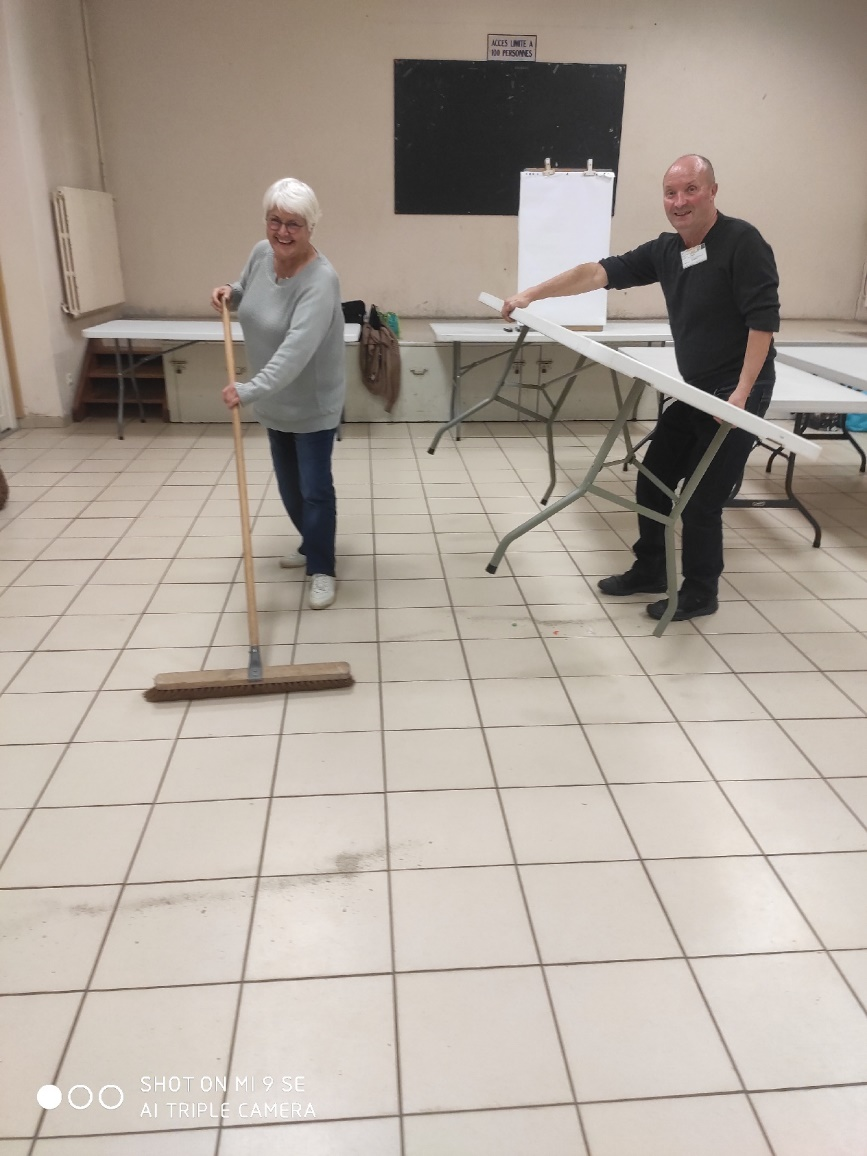 ACCES LIMITE A
100 PERSONNES
SHOT ON MI 9 SE
AI TRIPLE CAMERA